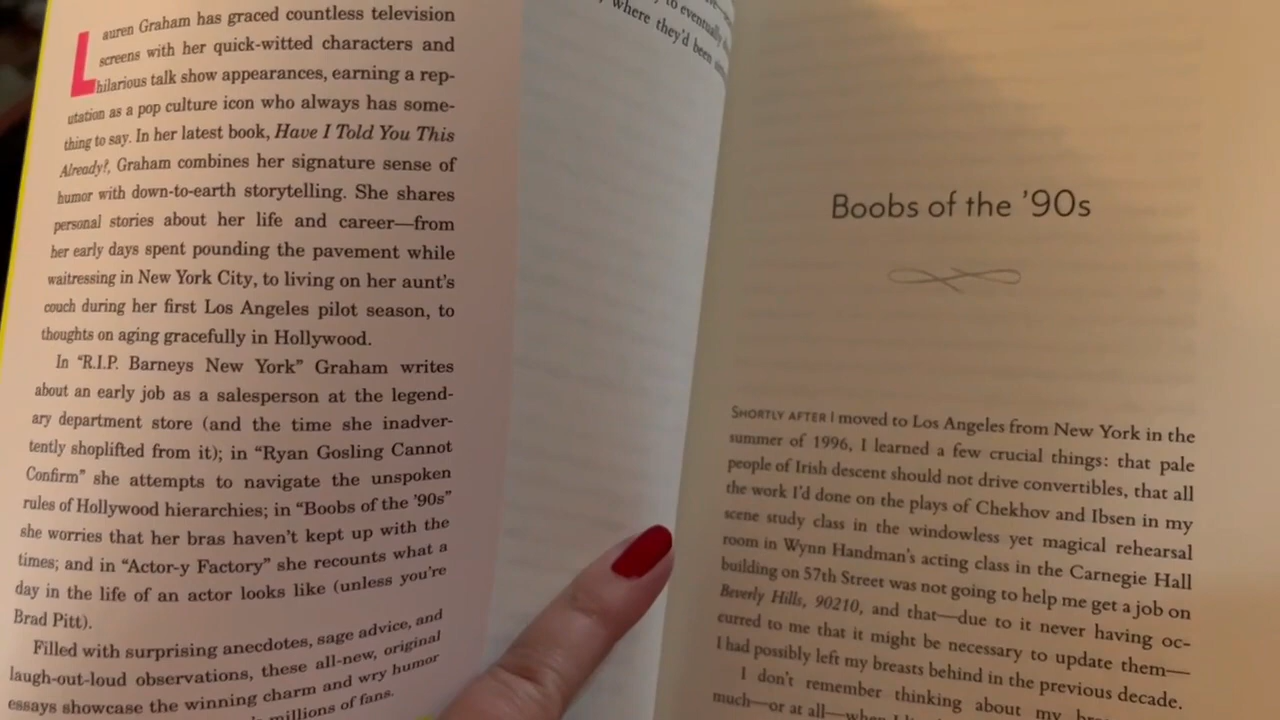 Lauren Graham has graced countless television
screens with her quick-witted characters and
hilarious talk show appearances, earning a rep-
utation as a pop culture icon who always has some-
thing to say. In her latest book, Have I Told You This
Already?, Graham combines her signature sense of
humor with down-to-earth storytelling. She shares
personal stories about her life and career—from
her early days spent pounding the pavement while
waitressing in New York City, to living on her aunt's
couch during her first Los Angeles pilot season, to
thoughts on aging gracefully in Hollywood.
In “R.I.P. Barneys New York” Graham writes
about an early job as a salesperson at the legend-
ary department store (and the time she inadver-
tently shoplifted from it); in “Ryan Gosling Cannot
Confirm” she attempts to navigate the unspoken
rules of Hollywood hierarchies; in “Boobs of the ’90s”
she worries that her bras haven't kept up with the
times; and in “Actor-y Factory” she recounts what a
day in the life of an actor looks like (unless you're
Brad Pitt).
Filled with surprising anecdotes, sage advice, and
laugh-out-loud observations, these all-new, original
essays showcase the winning charm and wry humor
millions of fans.
to eventually
where they'd been
Boobs of the ’90s
SHORTLY AFTER I moved to Los Angeles from New York in the
summer of 1996, I learned a few crucial things: that pale
people of Irish descent should not drive convertibles, that all
the work I'd done on the plays of Chekhov and Ibsen in my
scene study class in the windowless yet magical rehearsal
room in Wynn Handman's acting class in the Carnegie Hall
building on 57th Street was not going to help me get a job on
Beverly Hills, 90210, and that—due to it never having oc-
curred to me that it might be necessary to update them—
I had possibly left my breasts behind in the previous decade.
I don't remember thinking about my
much—or at all—when I